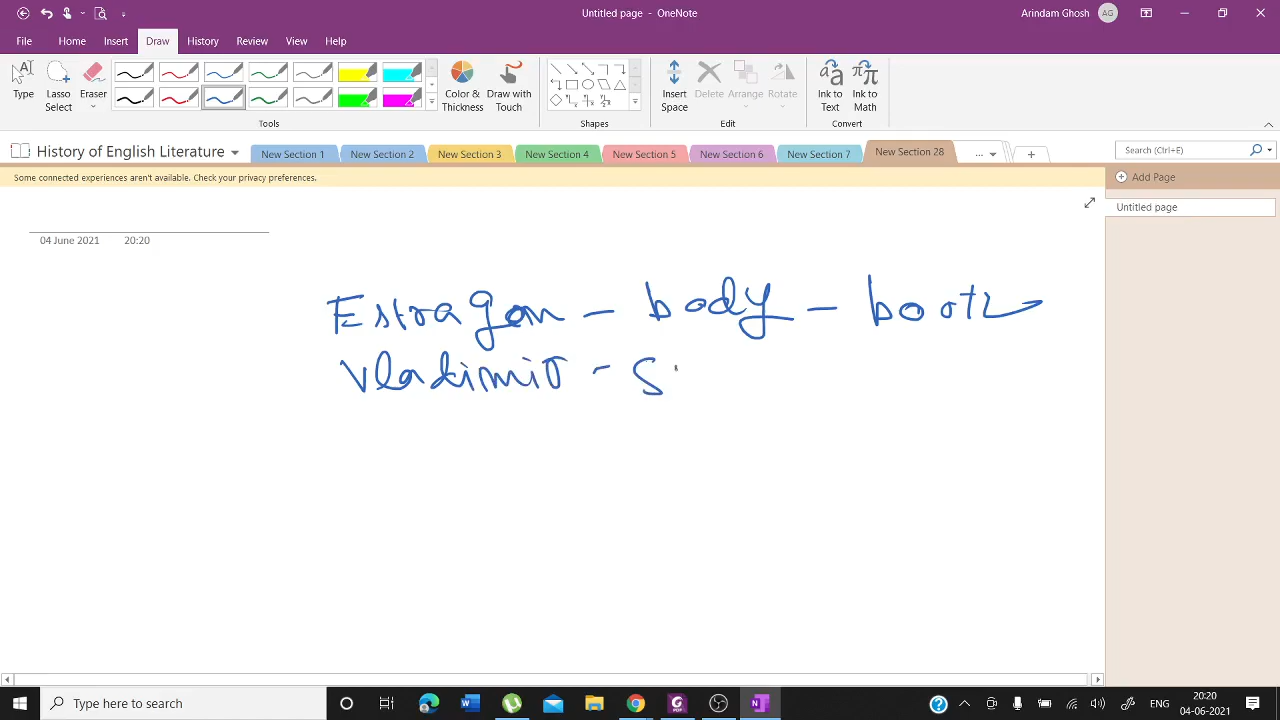 Untitled page - OneNote
Arindam Ghosh AG
File Home Insert Draw History Review View Help
Type Lasso Select Eraser Color & Thickness Draw with Touch Insert Space Delete Arrange Rotate Ink to Text Ink to Math
Tools Shapes Edit Convert
History of English Literature New Section 1 New Section 2 New Section 3 New Section 4 New Section 5 New Section 6 New Section 7 New Section 28 ... + Search (Ctrl+E)
Some connected experiences aren't available. Check your privacy preferences.
Add Page
Untitled page
04 June 2021 20:20
Estragon - body - boots
Vladimir - S
Type here to search
ENG 20:20
04-06-2021